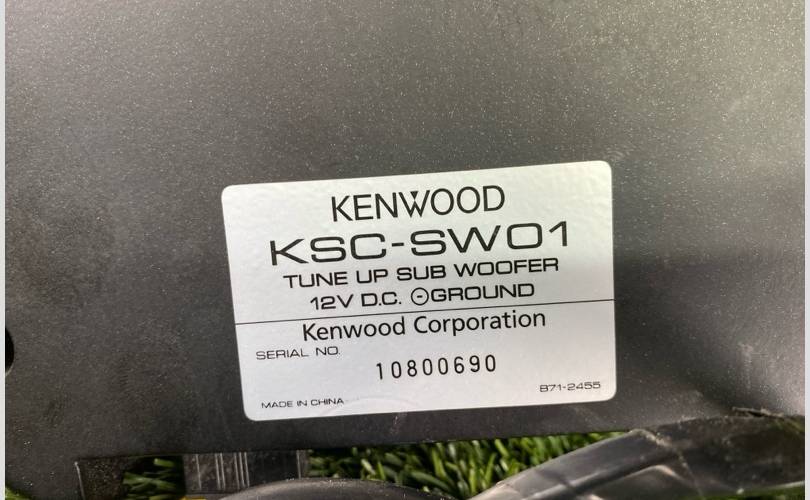 KENWOOD
KSC-SW01
TUNE UP SUB WOOFER
12V D.C. ⊖GROUND
Kenwood Corporation
SERIAL NO.
10800690
B71-2455
MADE IN CHINA